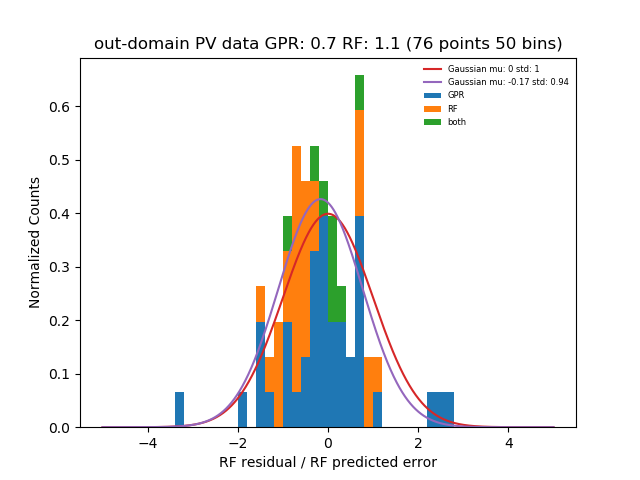 out-domain PV data GPR: 0.7 RF: 1.1 (76 points 50 bins)
Gaussian mu: 0 std: 1
Gaussian mu: -0.17 std: 0.94
GPR
RF
both
Normalized Counts
0.6
0.5
0.4
0.3
0.2
0.1
0.0
−4 −2 0 2 4
RF residual / RF predicted error